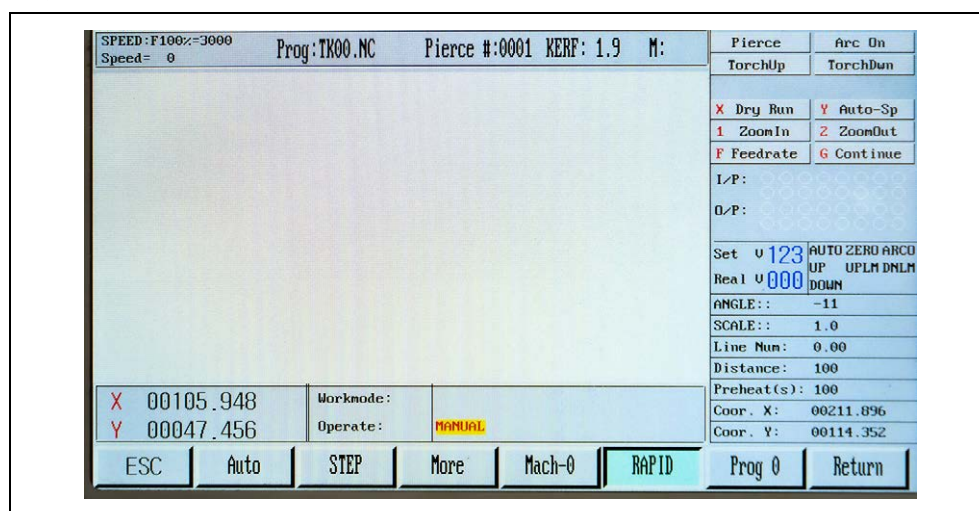 SPEED:F100%=3000
Speed= 0
Prog:TK00.NC Pierce #:0001 KERF: 1.9 M:
Pierce Arc On
TorchUp TorchDwn
X Dry Run Y Auto-Sp
1 ZoomIn 2 ZoomOut
F Feedrate G Continue
I/P:
O/P:
Set V 123 AUTO ZERO ARCO
UP UPLM DNLM
Real V 000 DOWN
ANGLE:: -11
SCALE:: 1.0
Line Num: 0.00
Distance: 100
Preheat(s): 100
Coor. X: 00211.896
Coor. Y: 00114.352
X 00105.948 Workmode:
Y 00047.456 Operate: MANUAL
ESC Auto STEP More Mach-0 RAPID Prog 0 Return